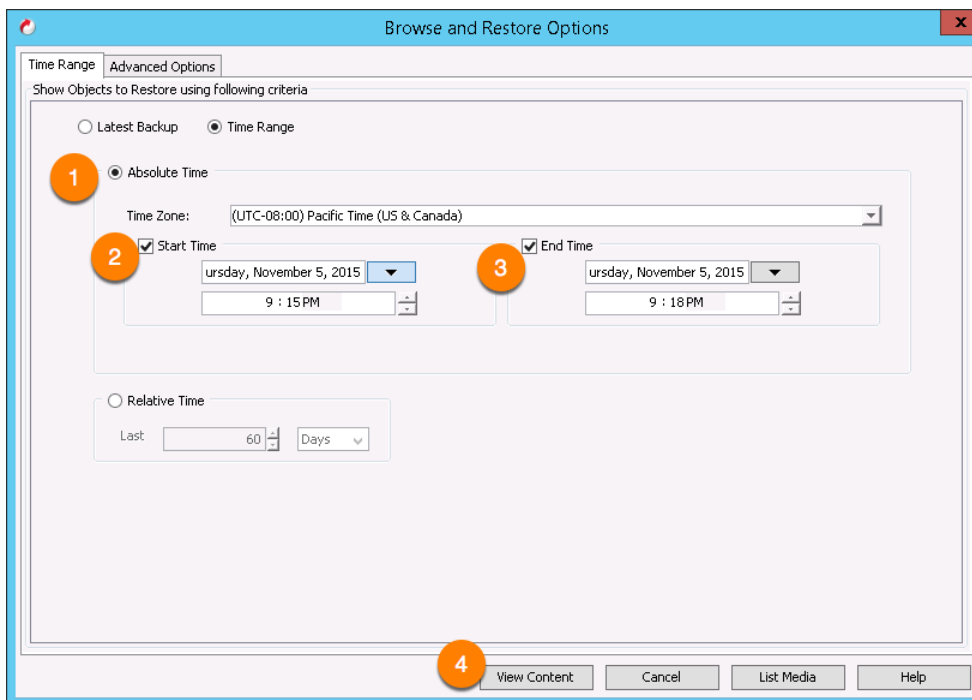 Browse and Restore Options
x
Time Range Advanced Options
Show Objects to Restore using following criteria
Latest Backup Time Range
1 Absolute Time
Time Zone: (UTC-08:00) Pacific Time (US & Canada)
2 Start Time 3 End Time
ursday, November 5, 2015 ursday, November 5, 2015
9 : 15 PM 9 : 18 PM
Relative Time
Last 60 Days
4 View Content Cancel List Media Help